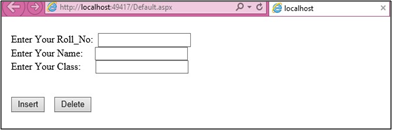 http://localhost:49417/Default.aspx
localhost
Enter Your Roll_No:
Enter Your Name:
Enter Your Class:
Insert Delete